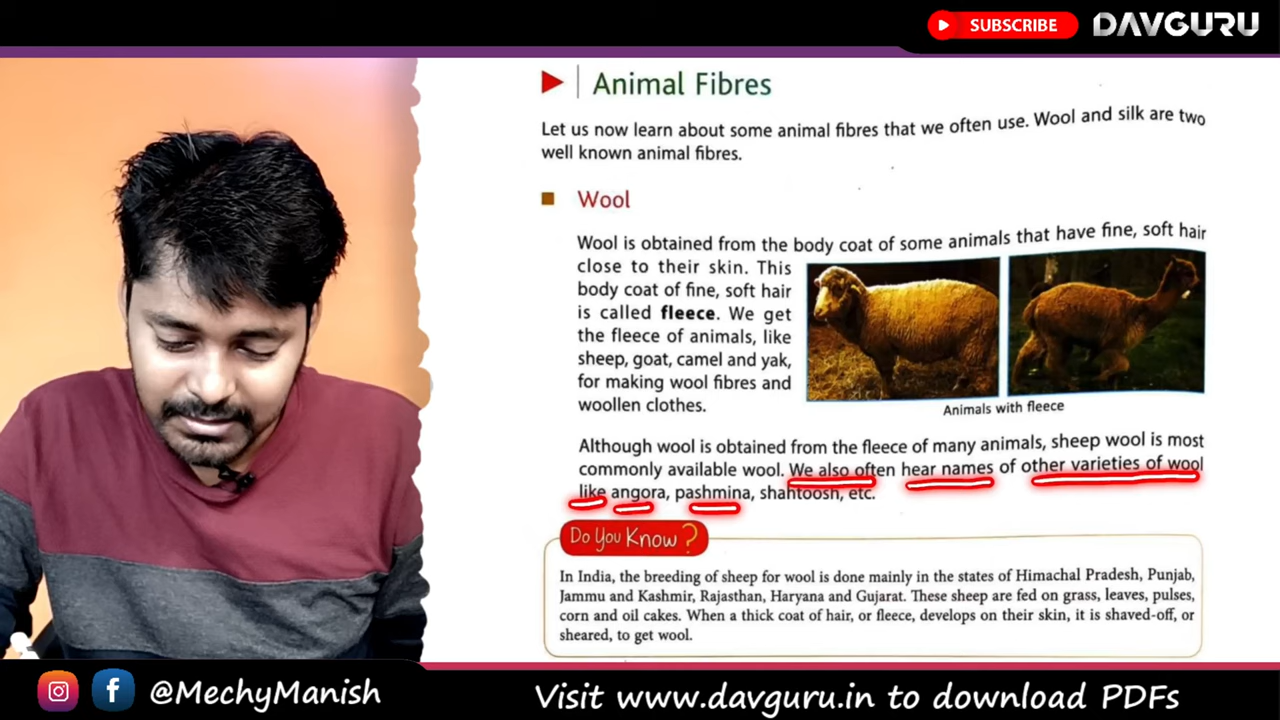 SUBSCRIBE DAVGURU
Animal Fibres
Let us now learn about some animal fibres that we often use. Wool and silk are two
well known animal fibres.
Wool
Wool is obtained from the body coat of some animals that have fine, soft hair
close to their skin. This
body coat of fine, soft hair
is called fleece. We get
the fleece of animals, like
sheep, goat, camel and yak,
for making wool fibres and
woollen clothes.
Animals with fleece
Although wool is obtained from the fleece of many animals, sheep wool is most
commonly available wool. We also often hear names of other varieties of wool
like angora, pashmina, shahtoosh, etc.
Do You Know ?
In India, the breeding of sheep for wool is done mainly in the states of Himachal Pradesh, Punjab,
Jammu and Kashmir, Rajasthan, Haryana and Gujarat. These sheep are fed on grass, leaves, pulses,
corn and oil cakes. When a thick coat of hair, or fleece, develops on their skin, it is shaved-off, or
sheared, to get wool.
@MechyManish Visit www.davguru.in to download PDFs